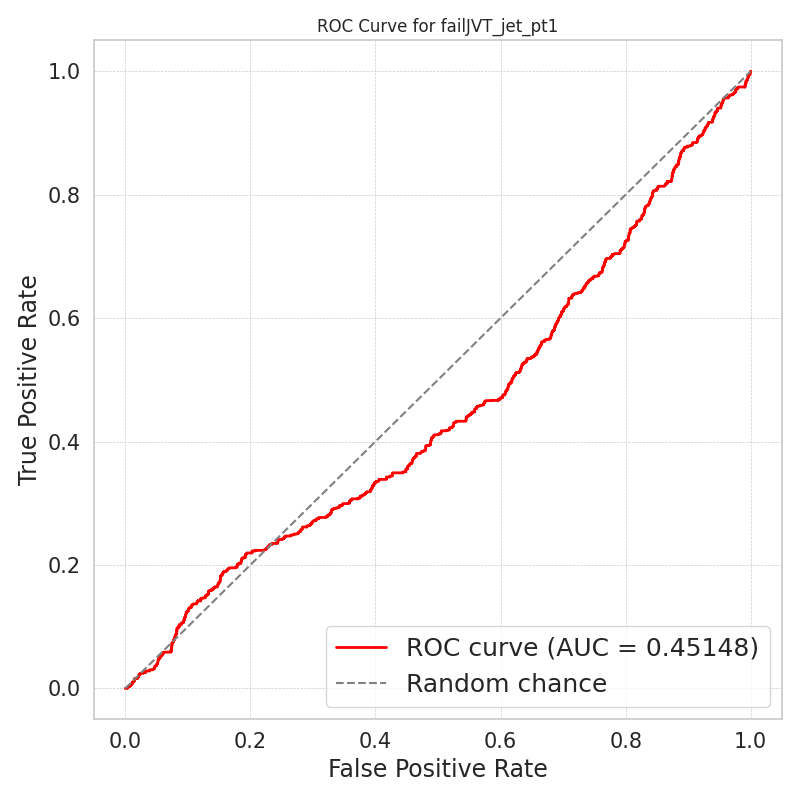 ROC Curve for failJVT_jet_pt1
True Positive Rate
1.0
0.8
0.6
0.4
0.2
0.0
ROC curve (AUC = 0.45148)
Random chance
0.0 0.2 0.4 0.6 0.8 1.0
False Positive Rate